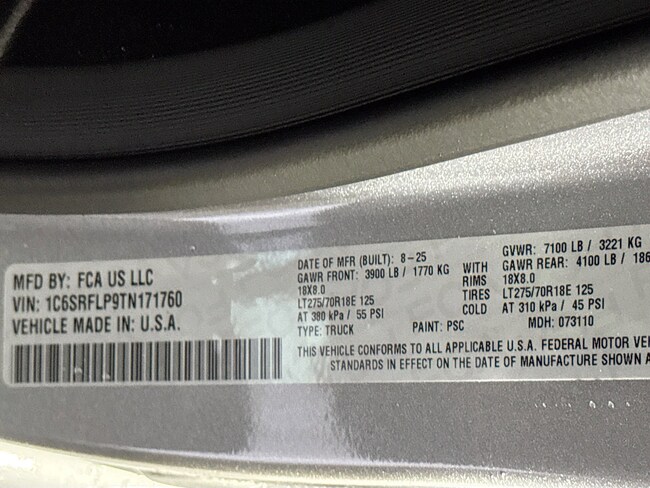 MFD BY: FCA US LLC
VIN: 1C6SRFLP9TN171760
VEHICLE MADE IN: U.S.A.
DATE OF MFR (BUILT): 8-25 GVWR: 7100 LB / 3221 KG
GAWR FRONT: 3900 LB / 1770 KG WITH GAWR REAR: 4100 LB / 186
18X8.0 RIMS 18X8.0
LT275/70R18E 125 TIRES LT275/70R18E 125
AT 380 kPa / 55 PSI COLD AT 310 kPa / 45 PSI
TYPE: TRUCK PAINT: PSC MDH: 073110
THIS VEHICLE CONFORMS TO ALL APPLICABLE U.S.A. FEDERAL MOTOR VE
STANDARDS IN EFFECT ON THE DATE OF MANUFACTURE SHOWN A